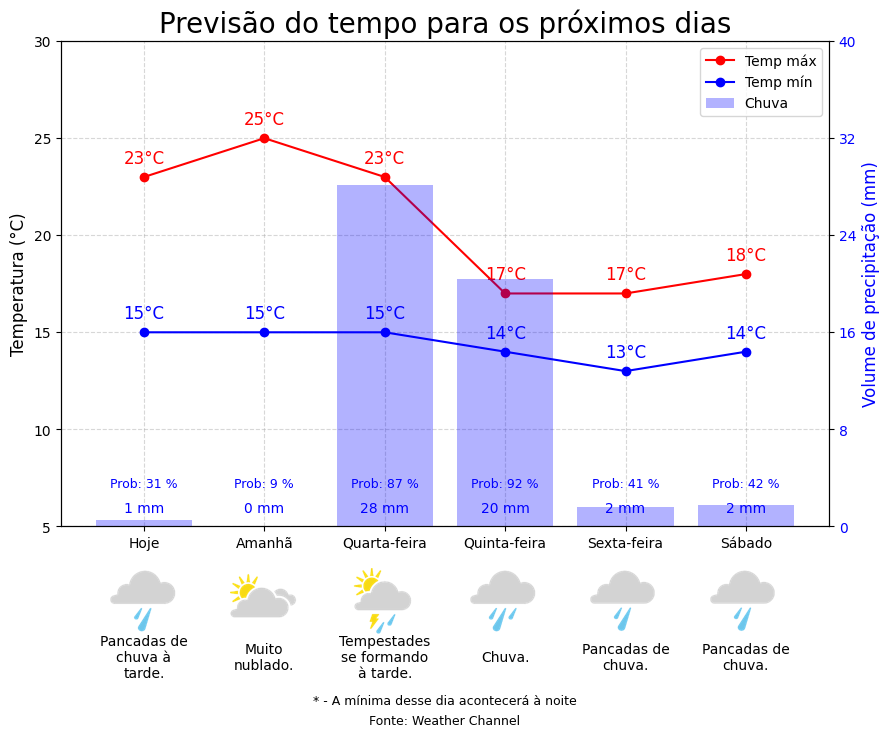 Previsão do tempo para os próximos dias
30
25
20
15
10
5
Temperatura (°C)
40
32
24
16
8
0
Volume de precipitação (mm)
Temp máx
Temp mín
Chuva
23°C
25°C
23°C
17°C
17°C
18°C
15°C
15°C
15°C
14°C
13°C
14°C
Prob: 31 %
Prob: 9 %
Prob: 87 %
Prob: 92 %
Prob: 41 %
Prob: 42 %
1 mm
0 mm
28 mm
20 mm
2 mm
2 mm
Hoje
Amanhã
Quarta-feira
Quinta-feira
Sexta-feira
Sábado
Pancadas de
chuva à
tarde.
Muito
nublado.
Tempestades
se formando
à tarde.
Chuva.
Pancadas de
chuva.
Pancadas de
chuva.
* - A mínima desse dia acontecerá à noite
Fonte: Weather Channel